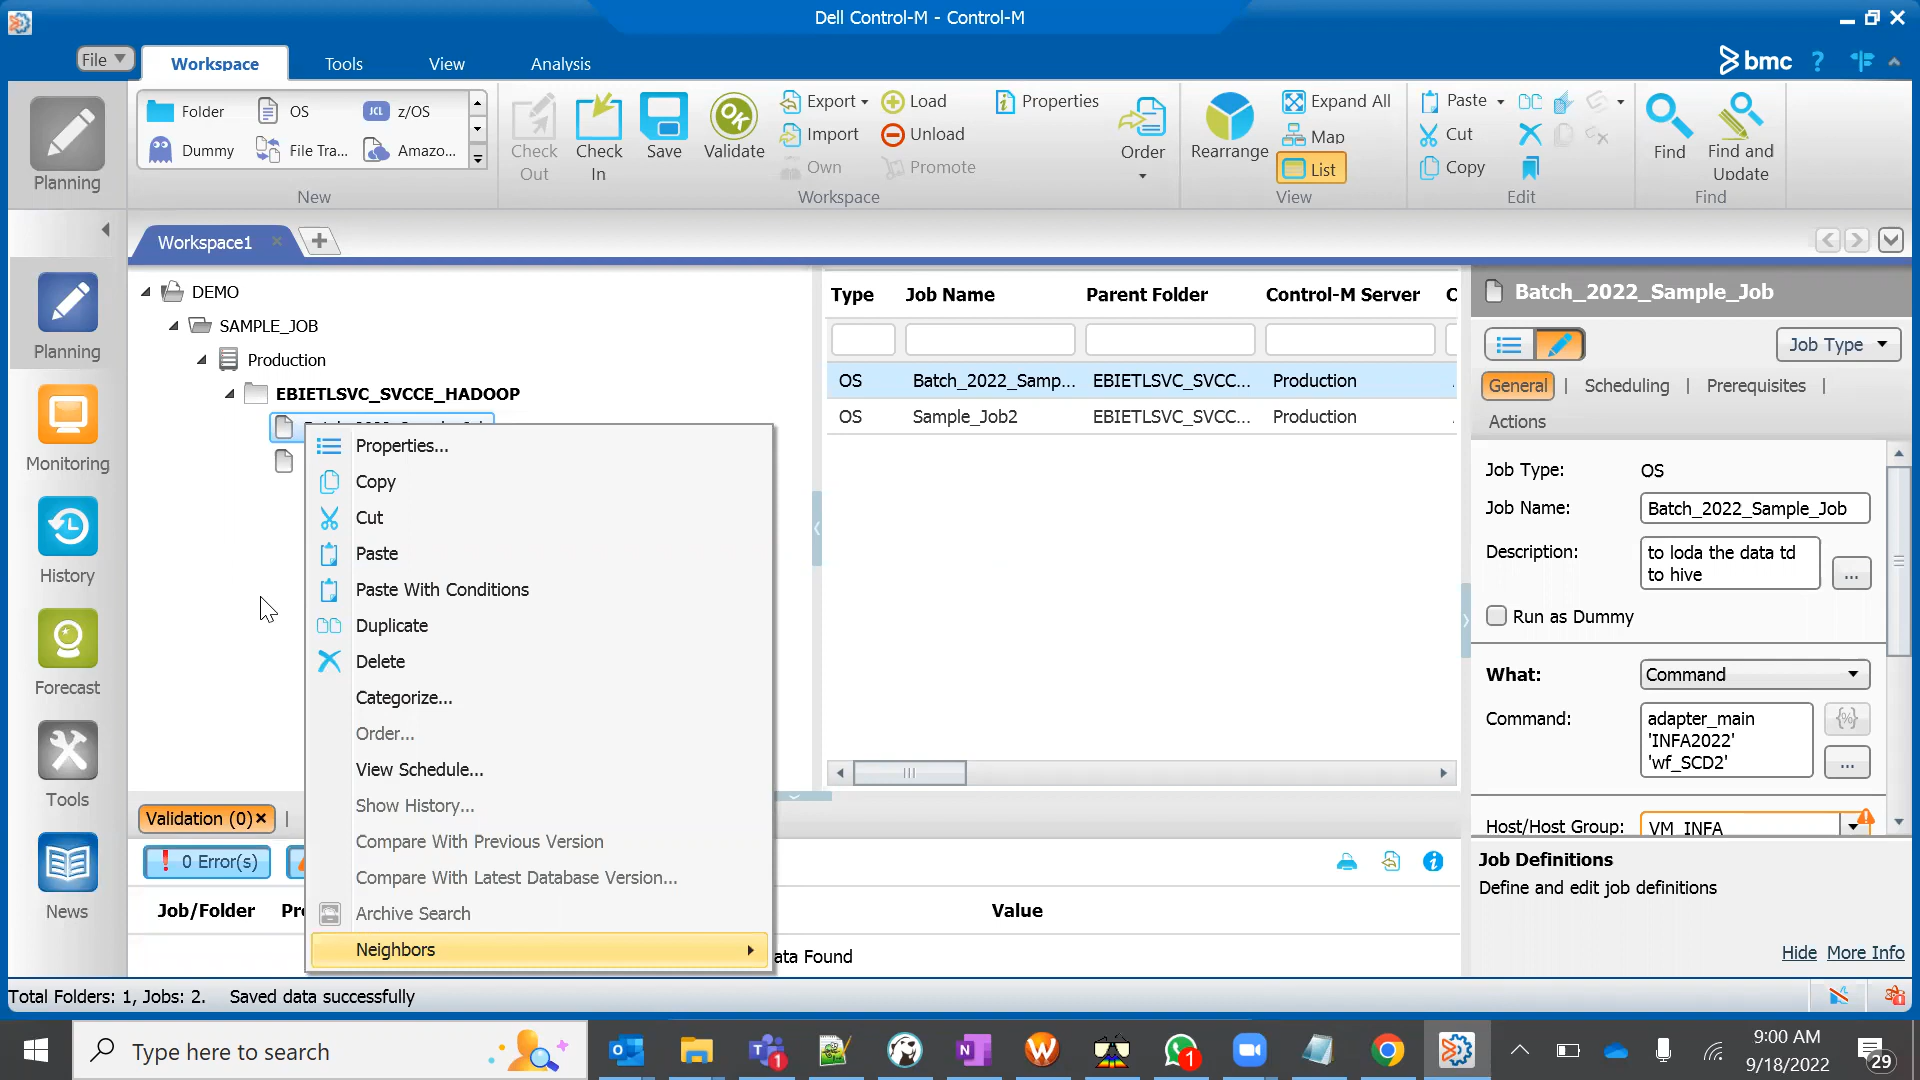 Dell Control-M - Control-M
File
Workspace
Tools
View
Analysis
bmc
?
Planning
Folder
OS
JCL
z/OS
Dummy
File Tra...
Amazo...
New
Check Out
Check In
Save
OK
Validate
Export
Import
Own
Load
Unload
Promote
Properties
Order
Workspace
Rearrange
Expand All
Map
List
View
Paste
Cut
Copy
Edit
Find
Find and Update
Find
Workspace1
Planning
Monitoring
History
Forecast
Tools
News
DEMO
SAMPLE_JOB
Production
EBIETLSVC_SVCCE_HADOOP
Properties...
Copy
Cut
Paste
Paste With Conditions
Duplicate
Delete
Categorize...
Order...
View Schedule...
Show History...
Compare With Previous Version
Compare With Latest Database Version...
Archive Search
Neighbors
Type Job Name Parent Folder Control-M Server C
OS Batch_2022_Samp... EBIETLSVC_SVCC... Production .
OS Sample_Job2 EBIETLSVC_SVCC... Production .
Batch_2022_Sample_Job
Job Type
General | Scheduling | Prerequisites |
Actions
Job Type: OS
Job Name: Batch_2022_Sample_Job
Description: to loda the data td
to hive
...
Run as Dummy
What: Command
Command: adapter_main
'INFA2022'
'wf_SCD2'
{%}
...
Host/Host Group: VM_INFA
Job Definitions
Define and edit job definitions
Hide More Info
Validation (0) |
! 0 Error(s)
Job/Folder Pr Value
ata Found
Total Folders: 1, Jobs: 2. Saved data successfully
Type here to search
1
1
9:00 AM
9/18/2022
29